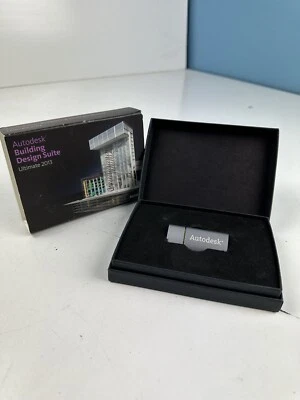 Autodesk
Building
Design Suite
Ultimate 2013
Autodesk